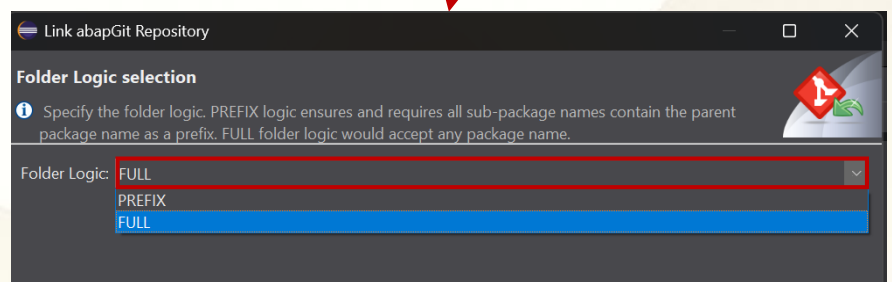 Link abapGit Repository
Folder Logic selection
Specify the folder logic. PREFIX logic ensures and requires all sub-package names contain the parent
package name as a prefix. FULL folder logic would accept any package name.
Folder Logic: FULL
PREFIX
FULL